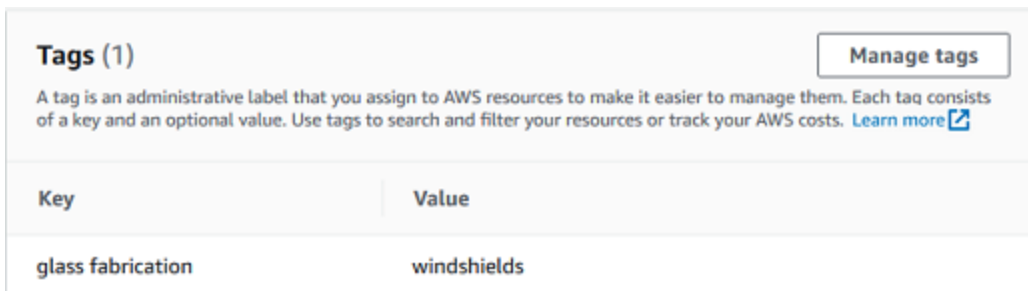 Tags (1)
Manage tags
A tag is an administrative label that you assign to AWS resources to make it easier to manage them. Each tag consists
of a key and an optional value. Use tags to search and filter your resources or track your AWS costs. Learn more
Key Value
glass fabrication windshields